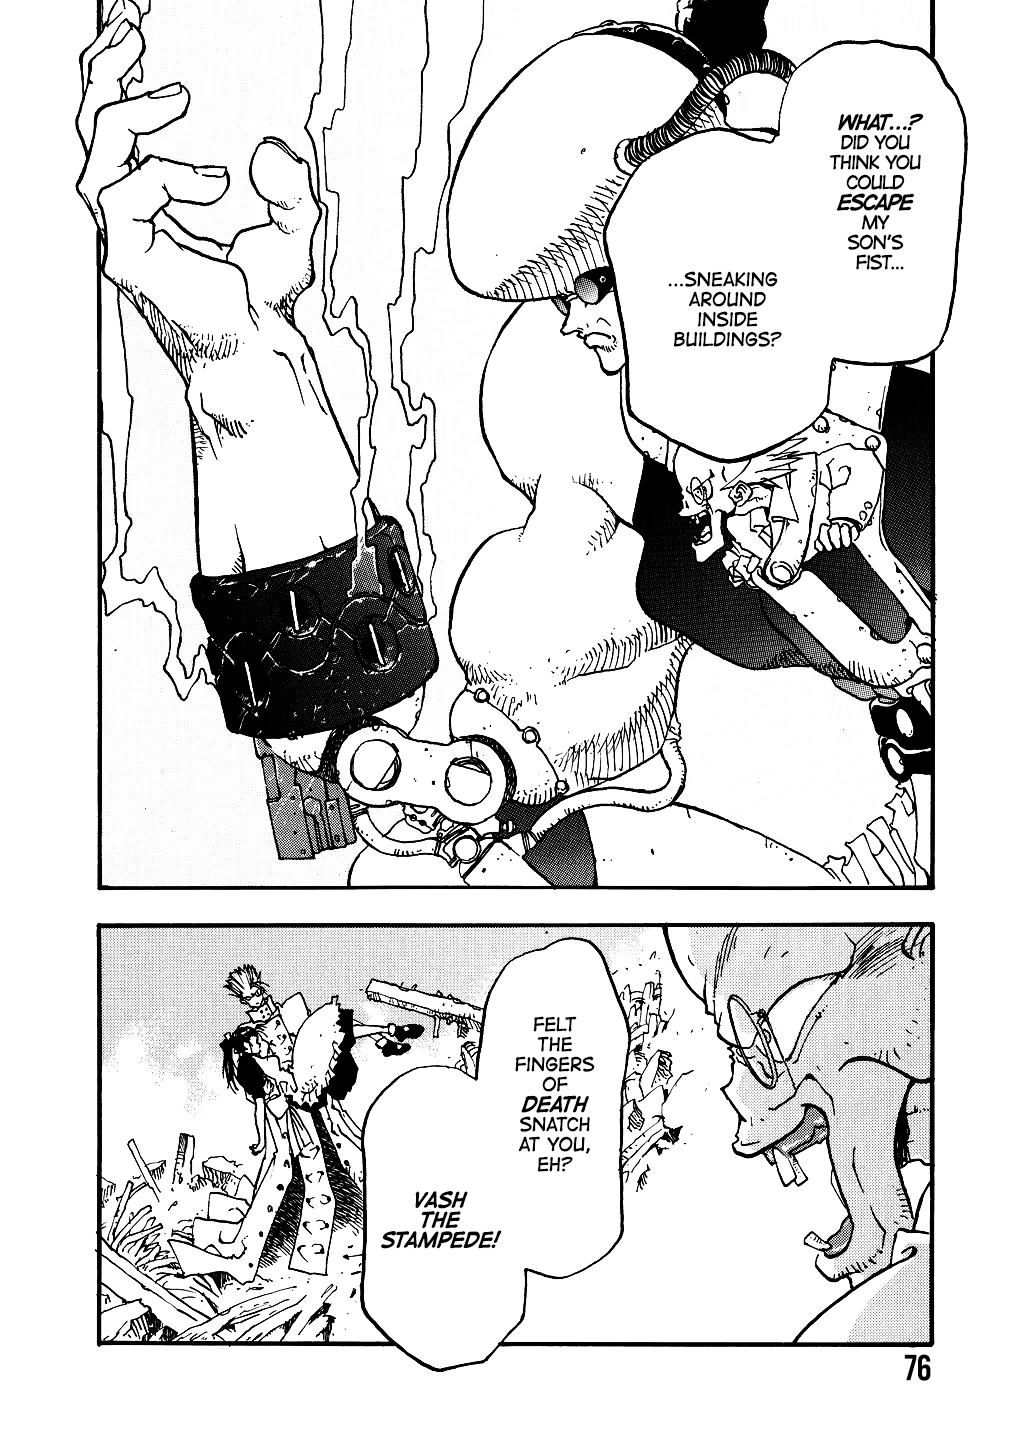 WHAT...?
DID YOU
THINK YOU
COULD
ESCAPE
MY
SON'S
FIST...
...SNEAKING
AROUND
INSIDE
BUILDINGS?
FELT
THE
FINGERS
OF
DEATH
SNATCH
AT YOU,
EH?
VASH
THE
STAMPEDE!
76